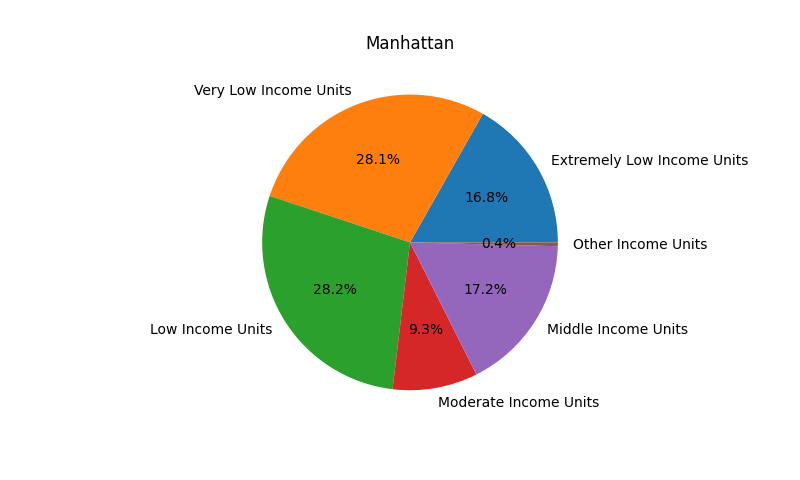 Manhattan
Very Low Income Units
28.1%
Extremely Low Income Units
16.8%
0.4%
Other Income Units
28.2%
17.2%
Low Income Units
9.3%
Middle Income Units
Moderate Income Units